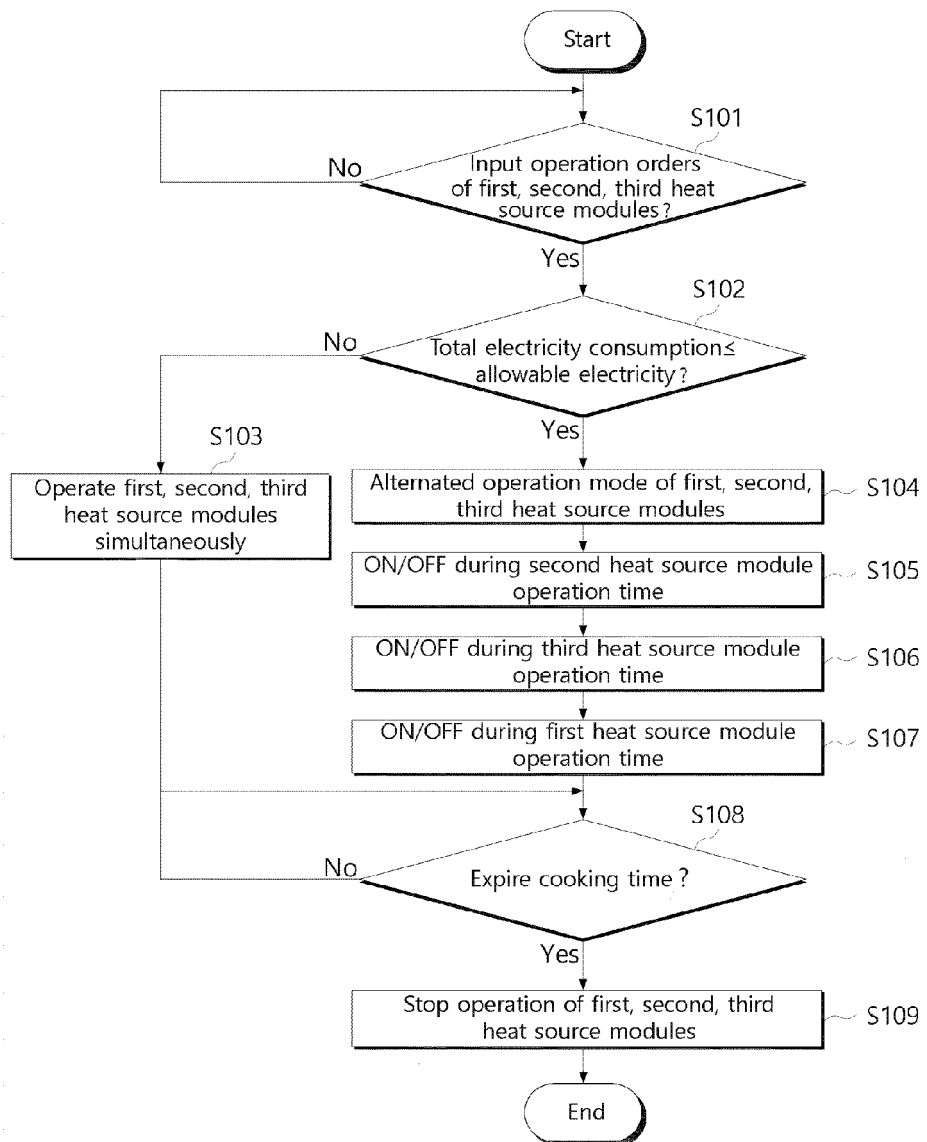 Start
S101
No
Input operation orders
of first, second, third heat
source modules?
Yes
S102
No
Total electricity consumption≤
allowable electricity?
Yes
S103
Operate first, second, third
heat source modules
simultaneously
Alternated operation mode of first, second,
third heat source modules
S104
ON/OFF during second heat source module
operation time
S105
ON/OFF during third heat source module
operation time
S106
ON/OFF during first heat source module
operation time
S107
S108
No
Expire cooking time?
Yes
Stop operation of first, second, third
heat source modules
S109
End